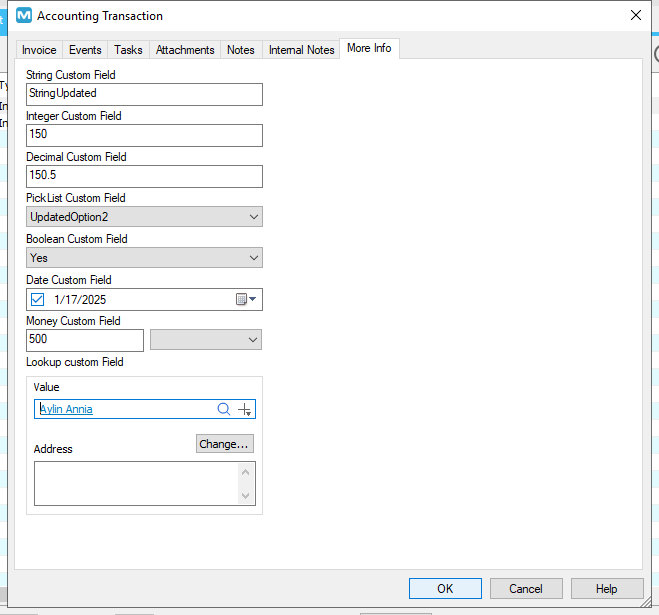 Accounting Transaction
Invoice Events Tasks Attachments Notes Internal Notes More Info
String Custom Field
StringUpdated
Integer Custom Field
150
Decimal Custom Field
150.5
PickList Custom Field
UpdatedOption2
Boolean Custom Field
Yes
Date Custom Field
1/17/2025
Money Custom Field
500
Lookup custom Field
Value
Aylin Annia
Change...
Address
OK Cancel Help